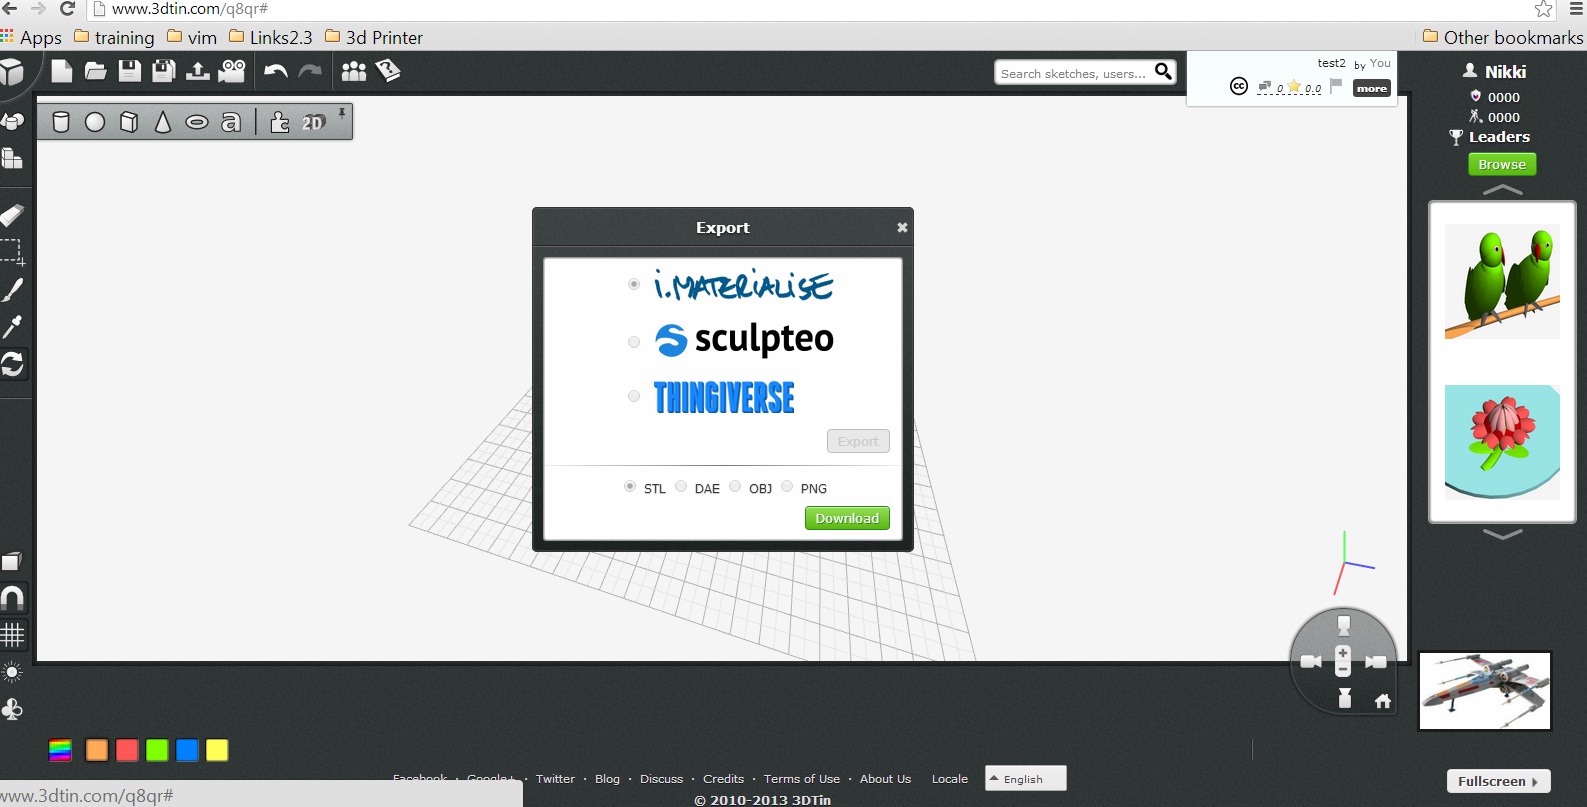 www.3dtin.com/q8qr#
Apps training vim Links2.3 3d Printer Other bookmarks
Search sketches, users...
test2 by You
cc 0 0.0 more
Nikki
0000
0000
Leaders
Browse
a 2D
Export
i.materialise
sculpteo
THINGIVERSE
Export
STL DAE OBJ PNG
Download
Facebook · Google+ · Twitter · Blog · Discuss · Credits · Terms of Use · About Us Locale English
Fullscreen
www.3dtin.com/q8qr#
© 2010-2013 3DTin